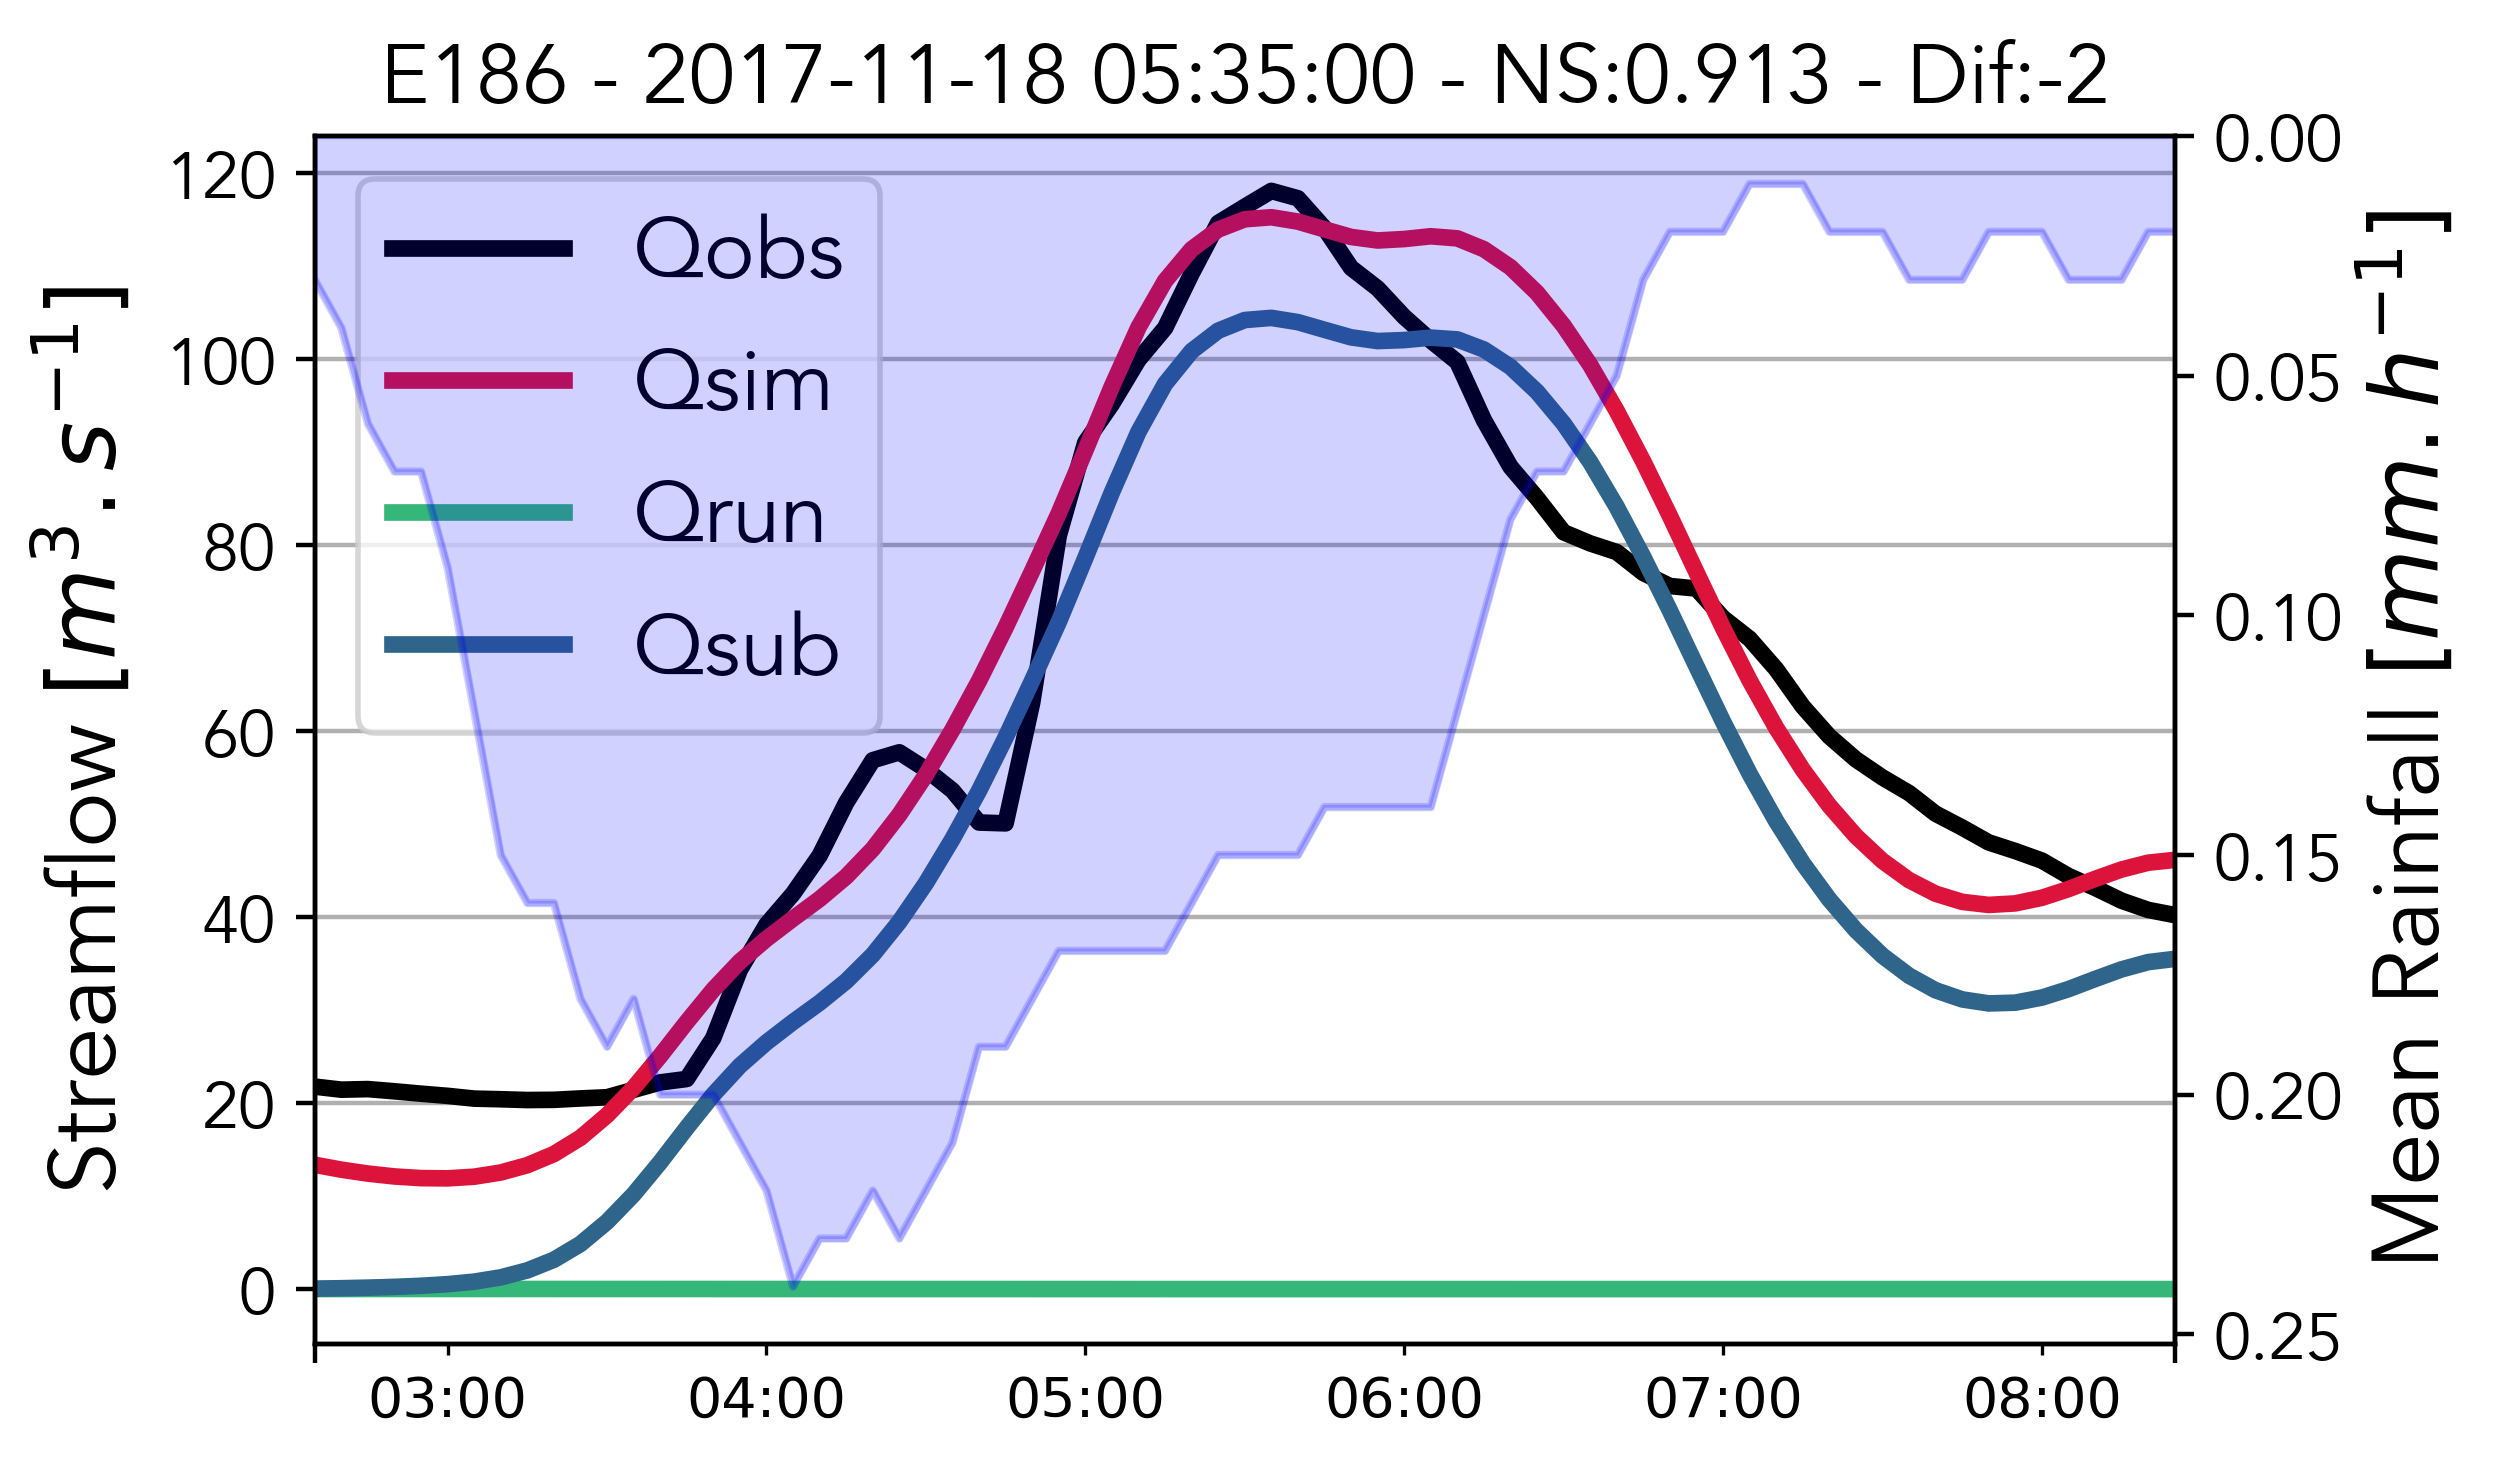 E186 - 2017-11-18 05:35:00 - NS:0.913 - Dif:-2
Streamflow [m³.s⁻¹]
120
100
80
60
40
20
0
Qobs
Qsim
Qrun
Qsub
0.00
0.05
0.10
0.15
0.20
0.25
Mean Rainfall [mm.h⁻¹]
03:00 04:00 05:00 06:00 07:00 08:00